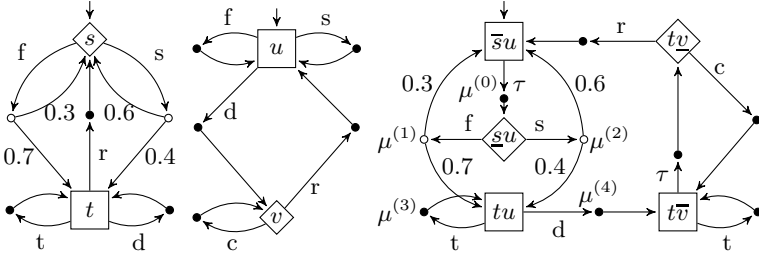 s
f
s
0.3
0.6
0.7
r
0.4
t
t
d
u
f
s
d
r
v
c
s̅u
0.3
μ⁽⁰⁾
τ
0.6
μ⁽¹⁾
f
s̲u
s
μ⁽²⁾
0.7
0.4
μ⁽³⁾
t
tu
d
μ⁽⁴⁾
r
tv̲
c
τ
tv̅
t